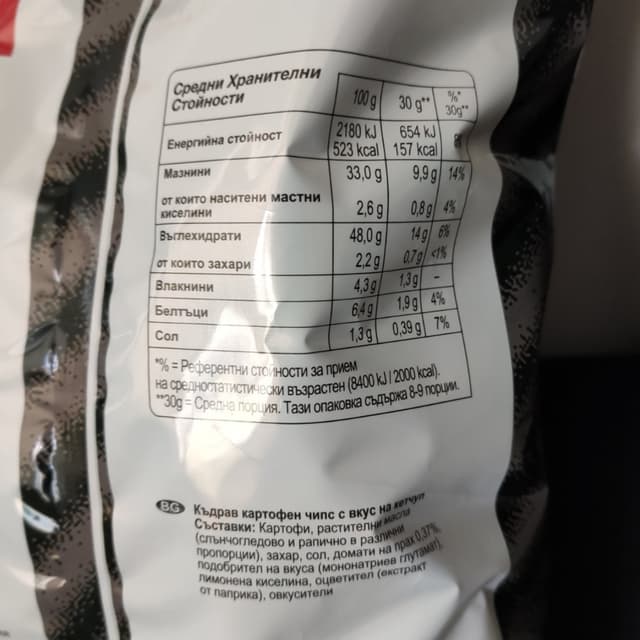 Средни Хранителни
Стойности
100 g 30 g** %* 30g**
Енергийна стойност 2180 kJ 654 kJ
523 kcal 157 kcal
Мазнини 33,0 g 9,9 g 14%
от които наситени мастни
киселини 2,6 g 0,8 g 4%
Въглехидрати 48,0 g 14 g 6%
от които захари 2,2 g 0,7 g <1%
Влакнини 4,3 g 1,3 g -
Белтъци 6,4 g 1,9 g 4%
Сол 1,3 g 0,39 g 7%
*% = Референтни стойности за прием
на средностатистически възрастен (8400 kJ / 2000 kcal).
**30g = Средна порция. Тази опаковка съдържа 8-9 порции.
BG Къдрав картофен чипс с вкус на кетчуп
Съставки: Картофи, растителни масла
(слънчогледово и рапично в различни
пропорции), захар, сол, домати на прах 0,37%,
подобрител на вкуса (мононатриев глутамат),
лимонена киселина, оцветител (екстракт
от паприка), овкусители